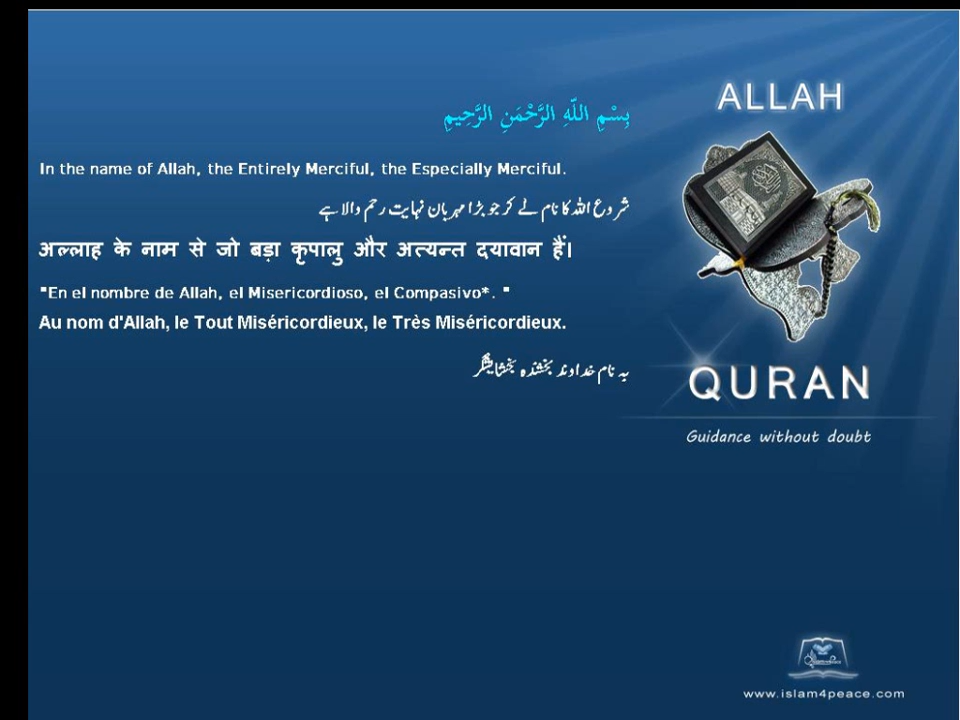 بِسْمِ اللّهِ الرَّحْمَنِ الرَّحِيمِ
In the name of Allah, the Entirely Merciful, the Especially Merciful.
شروع الله کا نام لے کر جو بڑا مہربان نہایت رحم والا ہے
अल्लाह के नाम से जो बड़ा कृपालु और अत्यन्त दयावान हैं।
"En el nombre de Allah, el Misericordioso, el Compasivo*. "
Au nom d'Allah, le Tout Miséricordieux, le Très Miséricordieux.
به نام خداوند بخشنده بخشایشگر
ALLAH
QURAN
Guidance without doubt
www.islam4peace.com